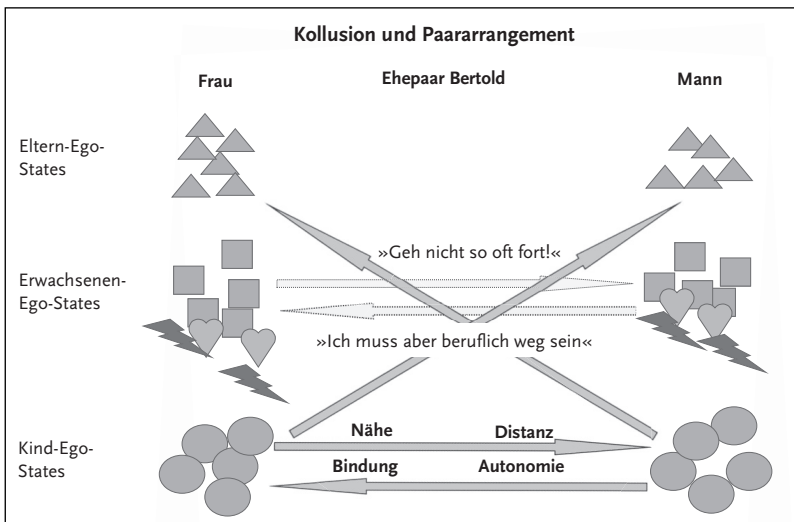 Kollusion und Paararrangement
Frau Ehepaar Bertold Mann
Eltern-Ego-
States
»Geh nicht so oft fort!«
Erwachsenen-
Ego-States
»Ich muss aber beruflich weg sein«
Nähe Distanz
Kind-Ego-
States
Bindung Autonomie